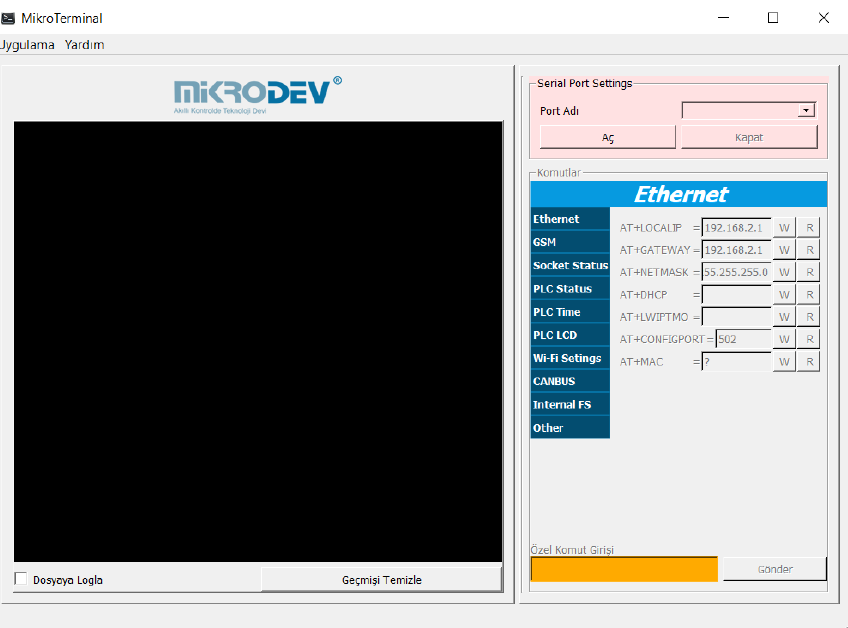 MikroTerminal
Uygulama Yardım
MİKRODEV®
Akıllı Kontrolde Teknoloji Devi
Dosyaya Logla
Geçmişi Temizle
Serial Port Settings
Port Adı
Aç Kapat
Komutlar
Ethernet
Ethernet
GSM
Socket Status
PLC Status
PLC Time
PLC LCD
Wi-Fi Setings
CANBUS
Internal FS
Other
AT+LOCALIP = 192.168.2.1 W R
AT+GATEWAY = 192.168.2.1 W R
AT+NETMASK = 55.255.255.0 W R
AT+DHCP = W R
AT+LWIPTMO = W R
AT+CONFIGPORT = 502 W R
AT+MAC = ? W R
Özel Komut Girişi
Gönder